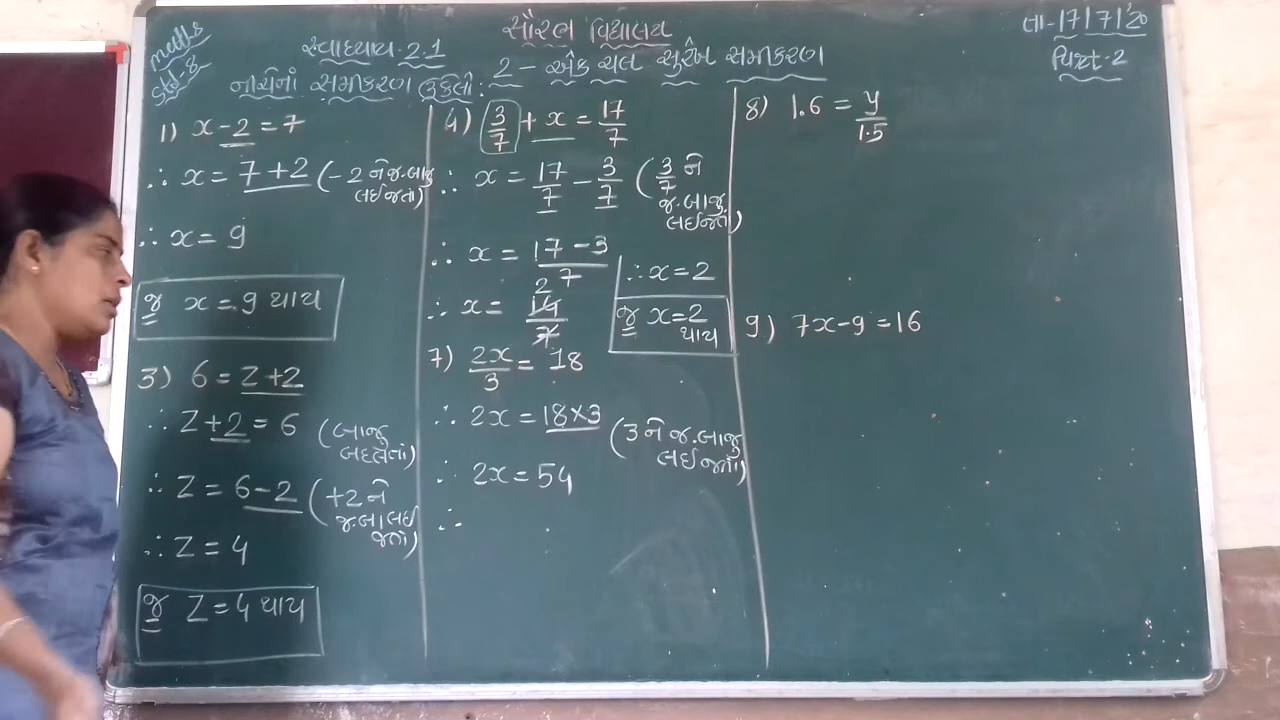 maths
Std-8
સૌરભ વિદ્યાલય
તા-17/7/'20
સ્વાધ્યાય-2.1
2 - એક ચલ સુરેખ સમીકરણ
નીચેનાં સમીકરણ ઉકેલો:
1) x-2=7
∴ x = 7+2 (-2 ને જ.બાજુ
લઈ જતાં)
∴ x = 9
જ x = 9 થાય
3) 6 = z+2
∴ z+2 = 6 (બાજુ
બદલતાં)
∴ z = 6-2 (+2 ને
જ.બા લઈ
જતાં)
∴ z = 4
જ z = 4 થાય
4) 3/7 + x = 17/7
∴ x = 17/7 - 3/7 (3/7 ને
જ.બાજુ
લઈ જતાં)
∴ x = 17-3/7
∴ x = 14/7 2
∴ x = 2
જ x=2
થાય
7) 2x/3 = 18
∴ 2x = 18×3 (3 ને જ.બાજુ
લઈ જતાં)
∴ 2x = 54
∴
8) 1.6 = y/1.5
9) 7x-9 = 16